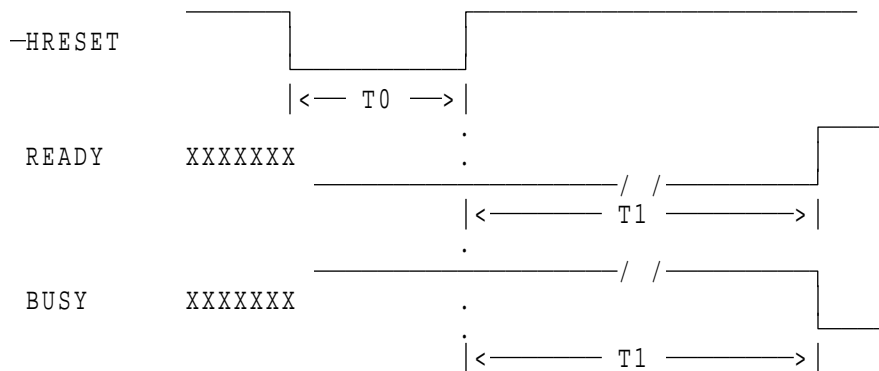 —HRESET
|<— T0 —>|
READY XXXXXXX
/ /
|<—— T1 ——>|
/ /
BUSY XXXXXXX
|<—— T1 ——>|